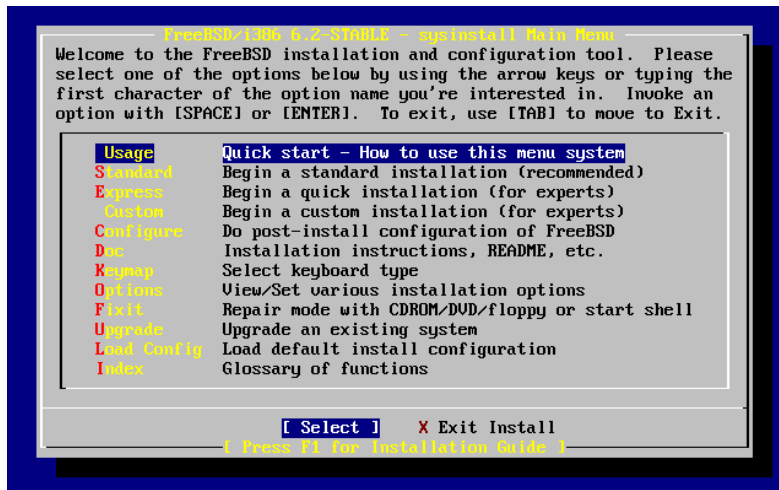 FreeBSD/i386 6.2-STABLE - sysinstall Main Menu
Welcome to the FreeBSD installation and configuration tool.  Please
select one of the options below by using the arrow keys or typing the
first character of the option name you're interested in.  Invoke an
option with [SPACE] or [ENTER].  To exit, use [TAB] to move to Exit.
Usage Quick start - How to use this menu system
Standard Begin a standard installation (recommended)
Express Begin a quick installation (for experts)
Custom Begin a custom installation (for experts)
Configure Do post-install configuration of FreeBSD
Doc Installation instructions, README, etc.
Keymap Select keyboard type
Options View/Set various installation options
Fixit Repair mode with CDROM/DVD/floppy or start shell
Upgrade Upgrade an existing system
Load Config Load default install configuration
Index Glossary of functions
[ Select ] X Exit Install
[ Press F1 for Installation Guide ]